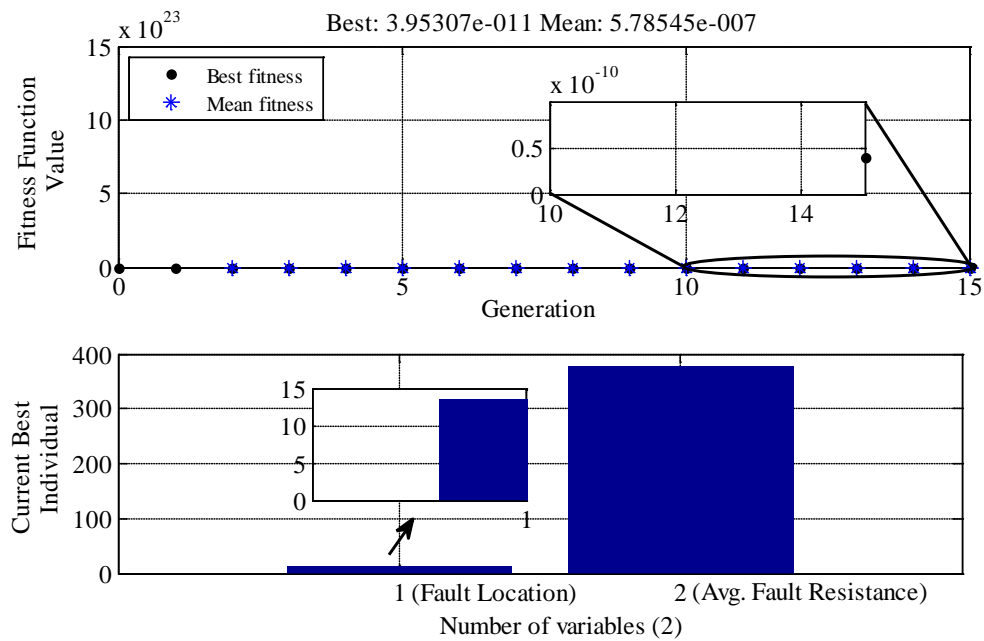 x 10^23
Best: 3.95307e-011 Mean: 5.78545e-007
15
10
5
0
Fitness Function
Value
Best fitness
Mean fitness
x 10^-10
0.5
0
10
12
14
0
5
10
15
Generation
400
300
200
100
0
Current Best
Individual
15
10
5
0
1
1 (Fault Location)
2 (Avg. Fault Resistance)
Number of variables (2)